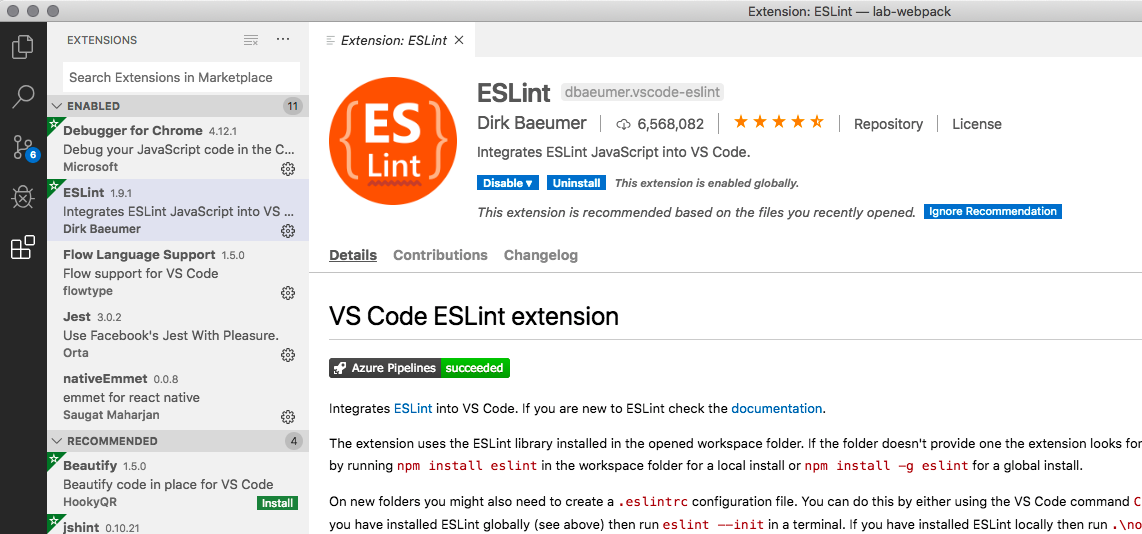 Extension: ESLint — lab-webpack
EXTENSIONS
Search Extensions in Marketplace
ENABLED 11
Debugger for Chrome 4.12.1
Debug your JavaScript code in the C...
Microsoft
ESLint 1.9.1
Integrates ESLint JavaScript into VS ...
Dirk Baeumer
Flow Language Support 1.5.0
Flow support for VS Code
flowtype
Jest 3.0.2
Use Facebook's Jest With Pleasure.
Orta
nativeEmmet 0.0.8
emmet for react native
Saugat Maharjan
RECOMMENDED 4
Beautify 1.5.0
Beautify code in place for VS Code
HookyQR Install
jshint 0.10.21
6
Extension: ESLint
ES
Lint
ESLint dbaeumer.vscode-eslint
Dirk Baeumer 6,568,082 Repository License
Integrates ESLint JavaScript into VS Code.
Disable Uninstall This extension is enabled globally.
This extension is recommended based on the files you recently opened. Ignore Recommendation
Details Contributions Changelog
VS Code ESLint extension
Azure Pipelines succeeded
Integrates ESLint into VS Code. If you are new to ESLint check the documentation.
The extension uses the ESLint library installed in the opened workspace folder. If the folder doesn't provide one the extension looks for
by running npm install eslint in the workspace folder for a local install or npm install -g eslint for a global install.
On new folders you might also need to create a .eslintrc configuration file. You can do this by either using the VS Code command C
you have installed ESLint globally (see above) then run eslint --init in a terminal. If you have installed ESLint locally then run .\no